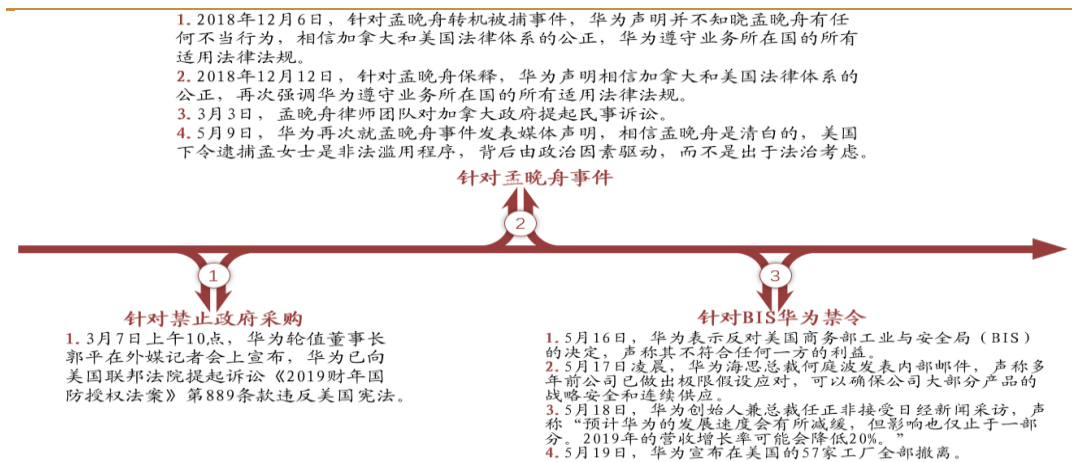 1. 2018年12月6日，针对孟晚舟转机被捕事件，华为声明并不知晓孟晚舟有任
何不当行为，相信加拿大和美国法律体系的公正，华为遵守业务所在国的所有
适用法律法规。
2. 2018年12月12日，针对孟晚舟保释，华为声明相信加拿大和美国法律体系的
公正，再次强调华为遵守业务所在国的所有适用法律法规。
3. 3月3日，孟晚舟律师团队对加拿大政府提起民事诉讼。
4. 5月9日，华为再次就孟晚舟事件发表媒体声明，相信孟晚舟是清白的，美国
下令逮捕孟女士是非法滥用程序，背后由政治因素驱动，而不是出于法治考虑。
针对孟晚舟事件
2
1
3
针对禁止政府采购
1. 3月7日上午10点，华为轮值董事长
郭平在外媒记者会上宣布，华为已向
美国联邦法院提起诉讼《2019财年国
防授权法案》第889条款违反美国宪法。
针对BIS华为禁令
1. 5月16日，华为表示反对美国商务部工业与安全局（BIS）
的决定，声称其不符合任何一方的利益。
2. 5月17日凌晨，华为海思总裁何庭波发表内部邮件，声称多
年前公司已做出极限假设应对，可以确保公司大部分产品的
战略安全和连续供应。
3. 5月18日，华为创始人兼总裁任正非接受日经新闻采访，声
称“预计华为的发展速度会有所减缓，但影响也仅止于一部
分。2019年的营收增长率可能会降低20%。”
4. 5月19日，华为宣布在美国的57家工厂全部撤离。